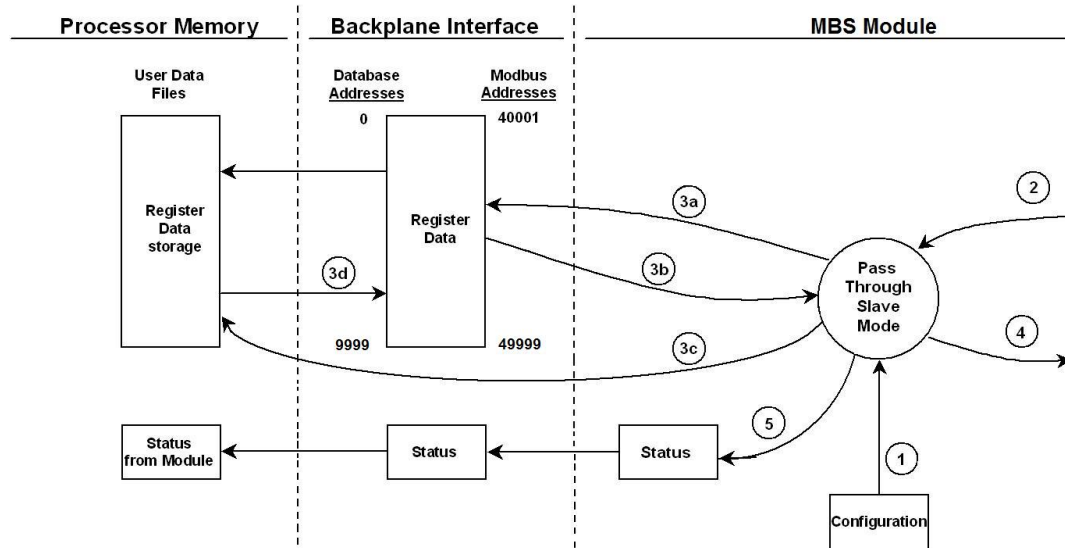 Processor Memory
Backplane Interface
MBS Module
User Data
Files
Database
Addresses
Modbus
Addresses
0
40001
Register
Data
storage
Register
Data
3a
2
3d
3b
Pass
Through
Slave
Mode
9999
49999
3c
4
5
Status
from Module
Status
Status
1
Configuration